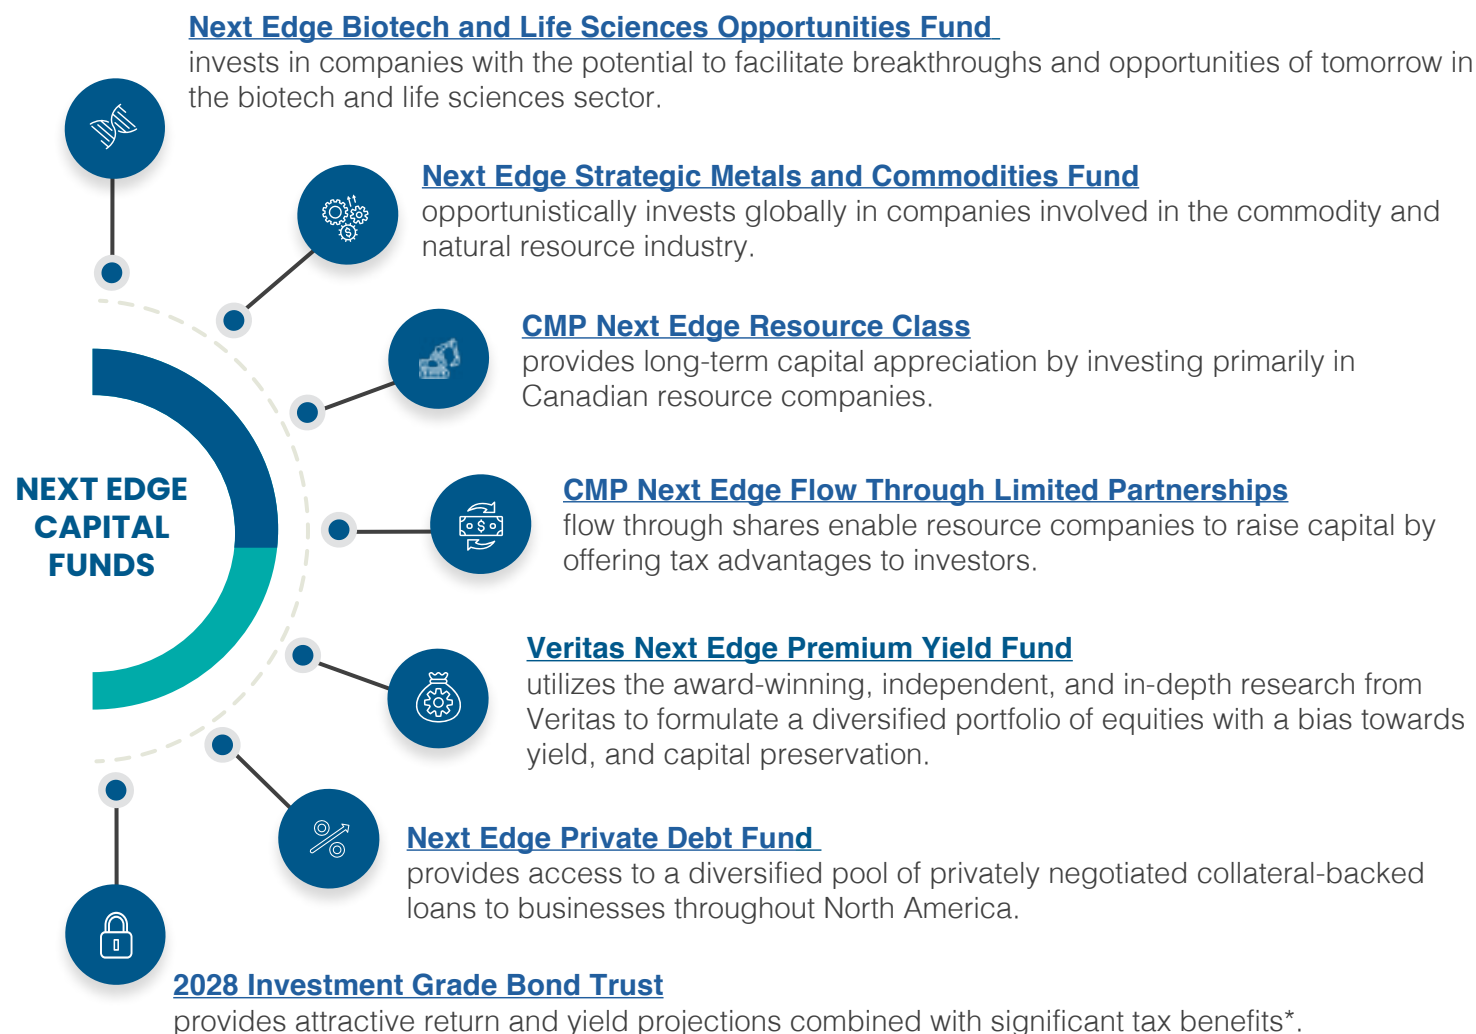 Next Edge Biotech and Life Sciences Opportunities Fund
invests in companies with the potential to facilitate breakthroughs and opportunities of tomorrow in
the biotech and life sciences sector.
Next Edge Strategic Metals and Commodities Fund
opportunistically invests globally in companies involved in the commodity and
natural resource industry.
CMP Next Edge Resource Class
provides long-term capital appreciation by investing primarily in
Canadian resource companies.
NEXT EDGE
CAPITAL
FUNDS
CMP Next Edge Flow Through Limited Partnerships
flow through shares enable resource companies to raise capital by
offering tax advantages to investors.
Veritas Next Edge Premium Yield Fund
utilizes the award-winning, independent, and in-depth research from
Veritas to formulate a diversified portfolio of equities with a bias towards
yield, and capital preservation.
Next Edge Private Debt Fund
provides access to a diversified pool of privately negotiated collateral-backed
loans to businesses throughout North America.
2028 Investment Grade Bond Trust
provides attractive return and yield projections combined with significant tax benefits*.